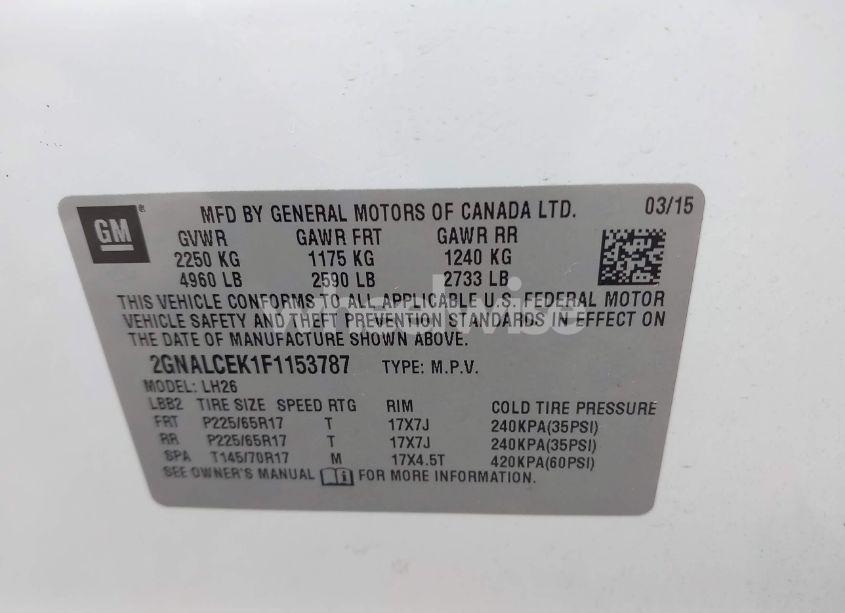 GM ® MFD BY GENERAL MOTORS OF CANADA LTD. 03/15
GVWR GAWR FRT GAWR RR
2250 KG 1175 KG 1240 KG
4960 LB 2590 LB 2733 LB
THIS VEHICLE CONFORMS TO ALL APPLICABLE U.S. FEDERAL MOTOR
VEHICLE SAFETY AND THEFT PREVENTION STANDARDS IN EFFECT ON
THE DATE OF MANUFACTURE SHOWN ABOVE.
2GNALCEK1F1153787 TYPE: M.P.V.
MODEL: LH26
LBB2 TIRE SIZE SPEED RTG RIM COLD TIRE PRESSURE
FRT P225/65R17 T 17X7J 240KPA(35PSI)
RR P225/65R17 T 17X7J 240KPA(35PSI)
SPA T145/70R17 M 17X4.5T 420KPA(60PSI)
SEE OWNER'S MANUAL FOR MORE INFORMATION.